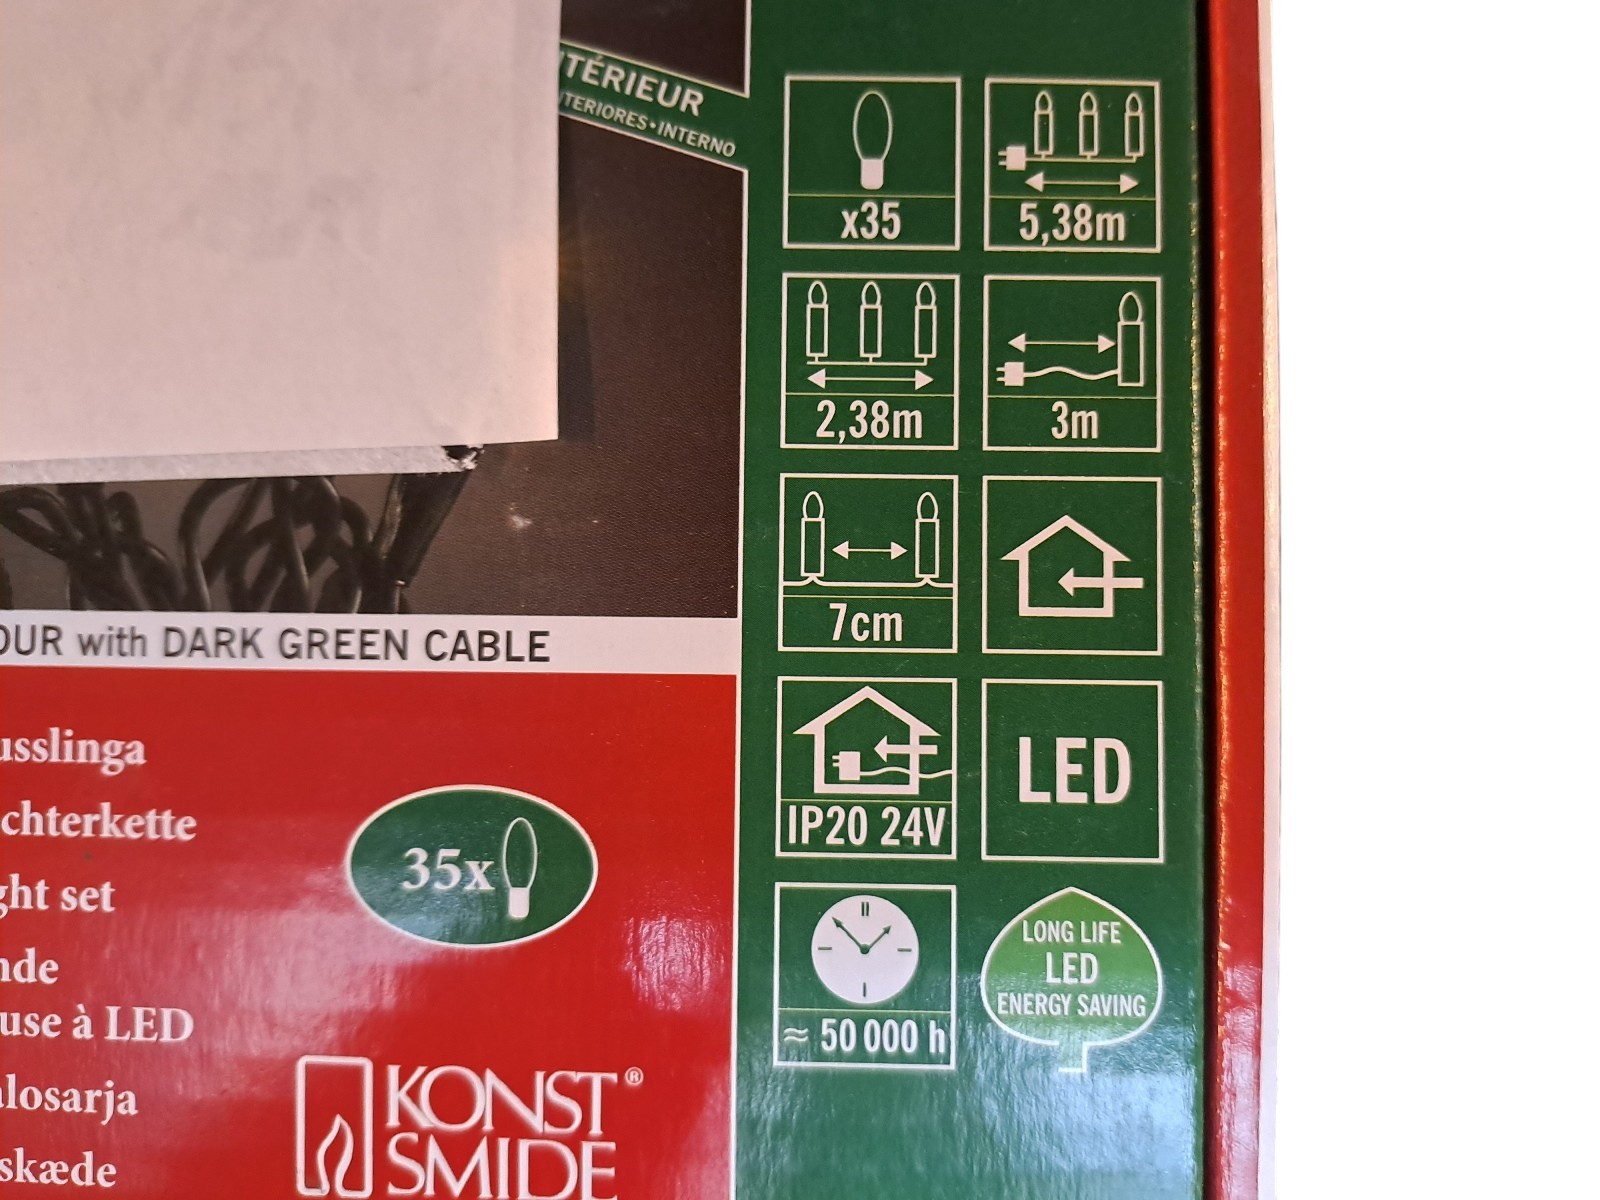 TÉRIEUR
TERIORES • INTERNO
x35
5,38m
2,38m
3m
7cm
IP20 24V
LED
≈ 50 000 h
LONG LIFE
LED
ENERGY SAVING
OUR with DARK GREEN CABLE
usslinga
chterkette
ght set
nde
use à LED
alosarja
skæde
35x
KONST®
SMIDE